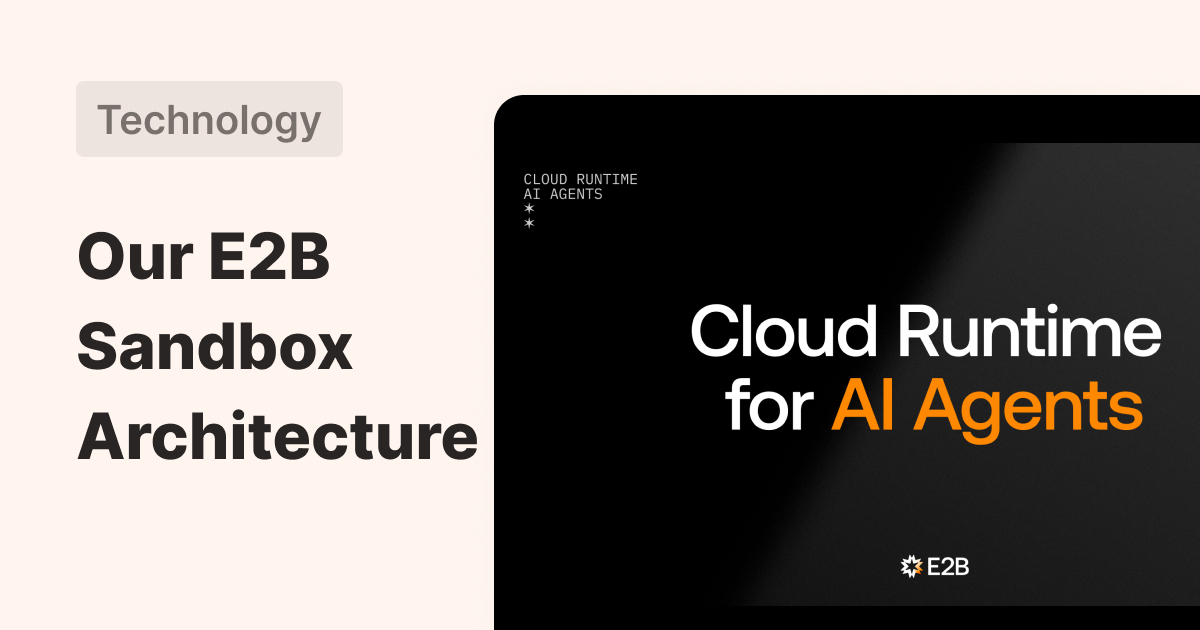 Technology
Our E2B
Sandbox
Architecture
CLOUD RUNTIME
AI AGENTS
✶
✶
Cloud Runtime
for AI Agents
E2B